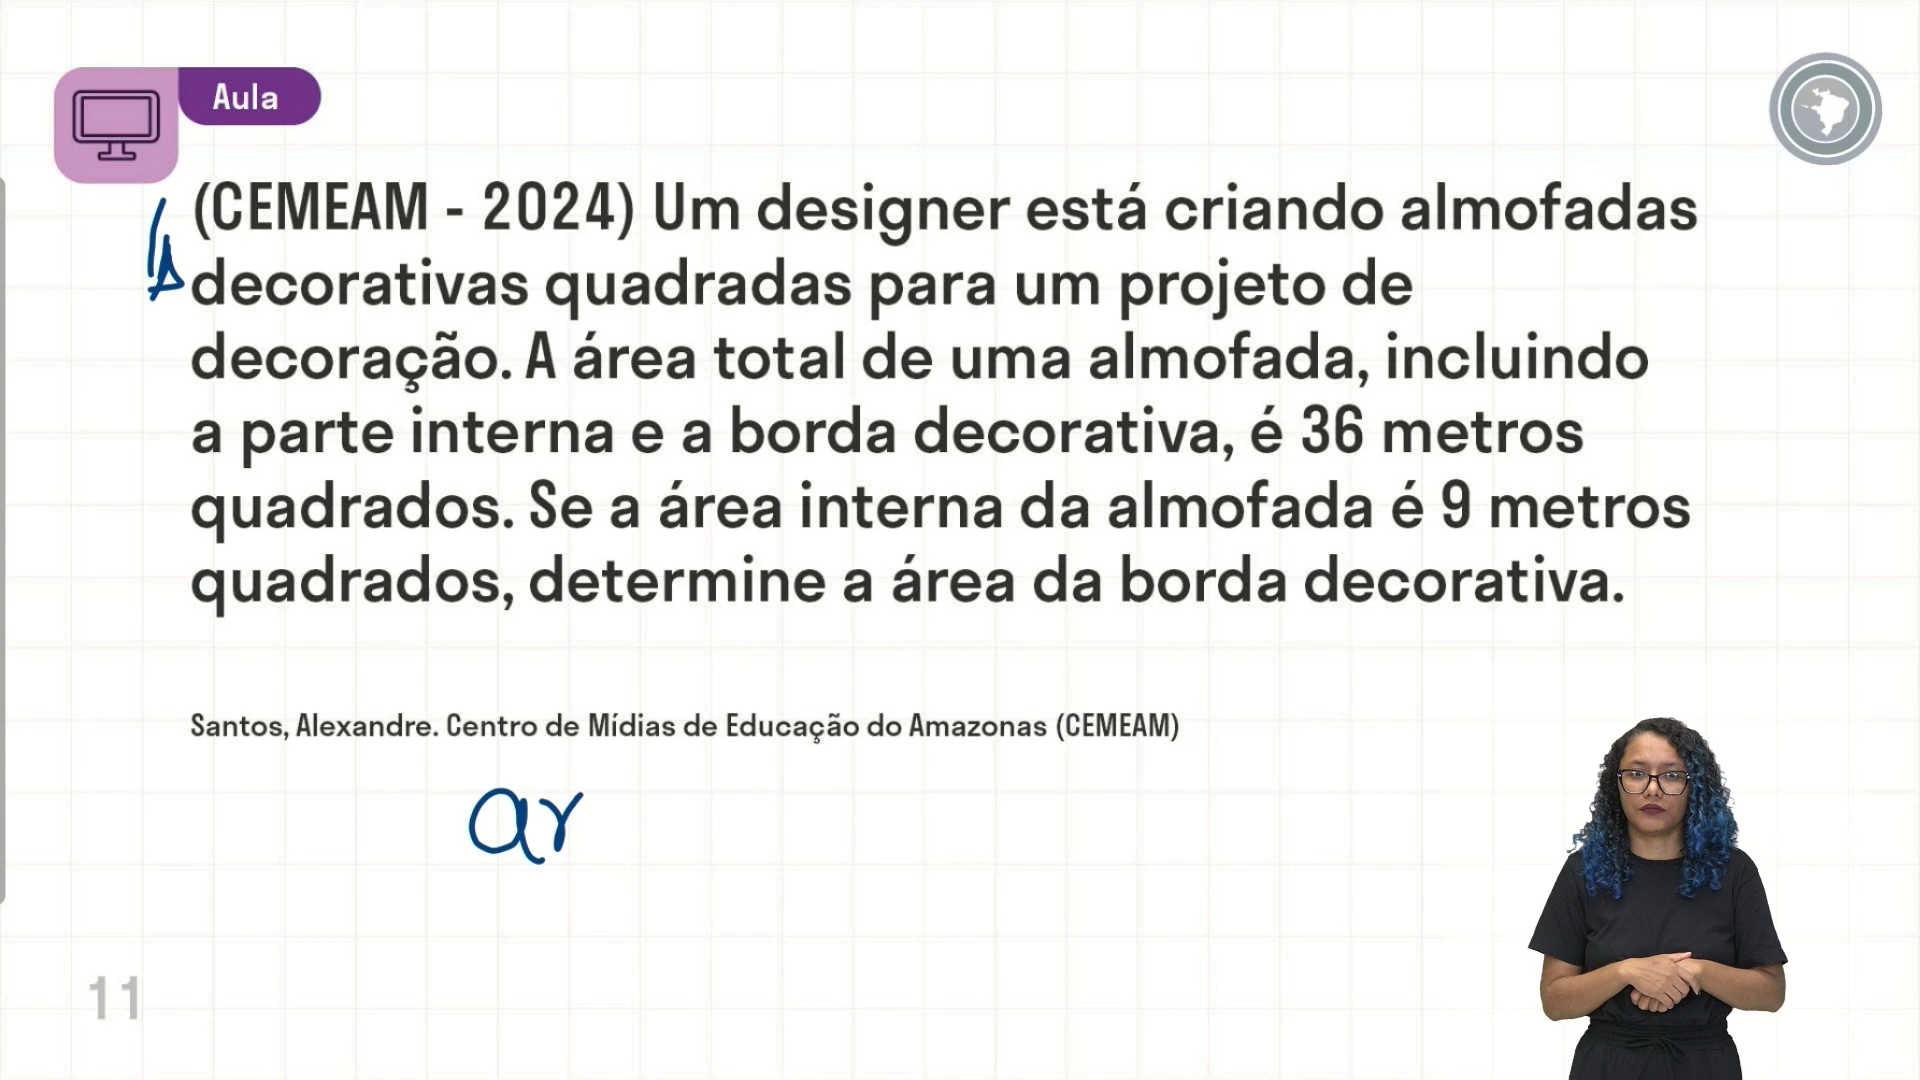 Aula
(CEMEAM - 2024) Um designer está criando almofadas
decorativas quadradas para um projeto de
decoração. A área total de uma almofada, incluindo
a parte interna e a borda decorativa, é 36 metros
quadrados. Se a área interna da almofada é 9 metros
quadrados, determine a área da borda decorativa.
Santos, Alexandre. Centro de Mídias de Educação do Amazonas (CEMEAM)
ar
11